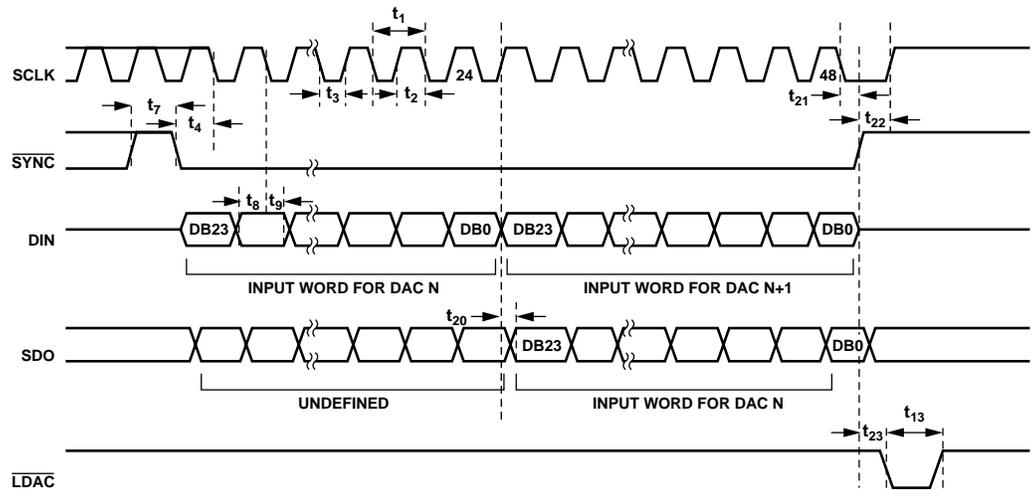 t1
SCLK
24
48
t3
t2
t21
t7
t4
t22
SYNC
t8
t9
DIN
DB23
DB0
DB23
DB0
INPUT WORD FOR DAC N
INPUT WORD FOR DAC N+1
t20
SDO
DB23
DB0
UNDEFINED
INPUT WORD FOR DAC N
t23
t13
LDAC